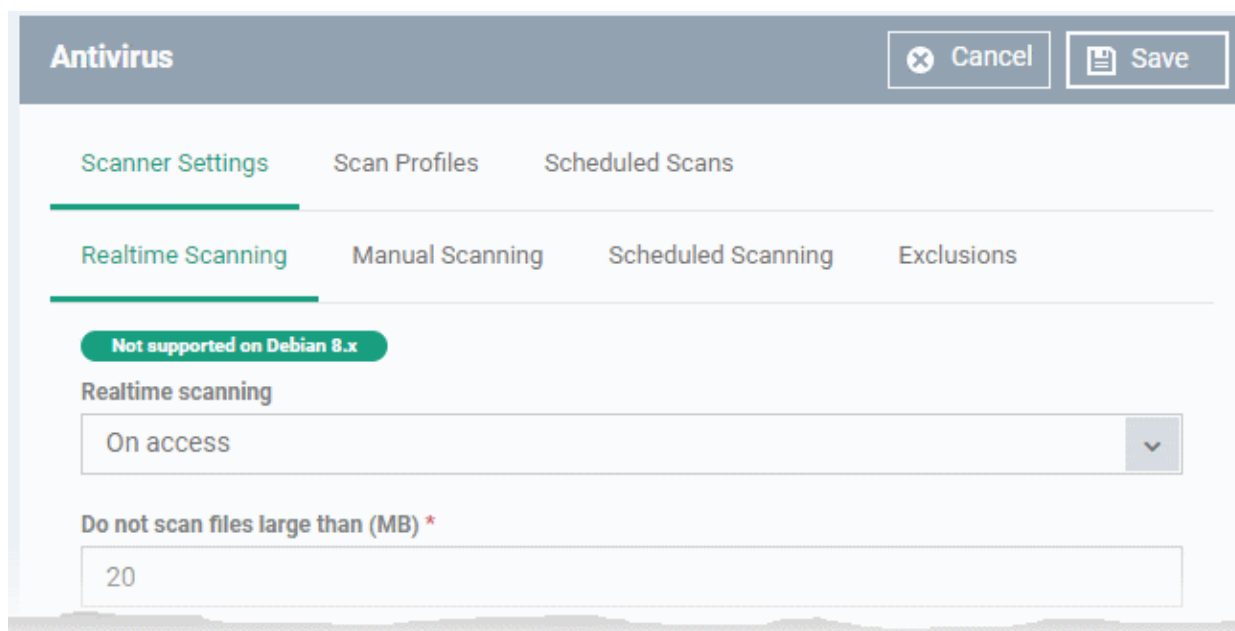 Antivirus Cancel Save
Scanner Settings Scan Profiles Scheduled Scans
Realtime Scanning Manual Scanning Scheduled Scanning Exclusions
Not supported on Debian 8.x
Realtime scanning
On access
Do not scan files large than (MB) *
20